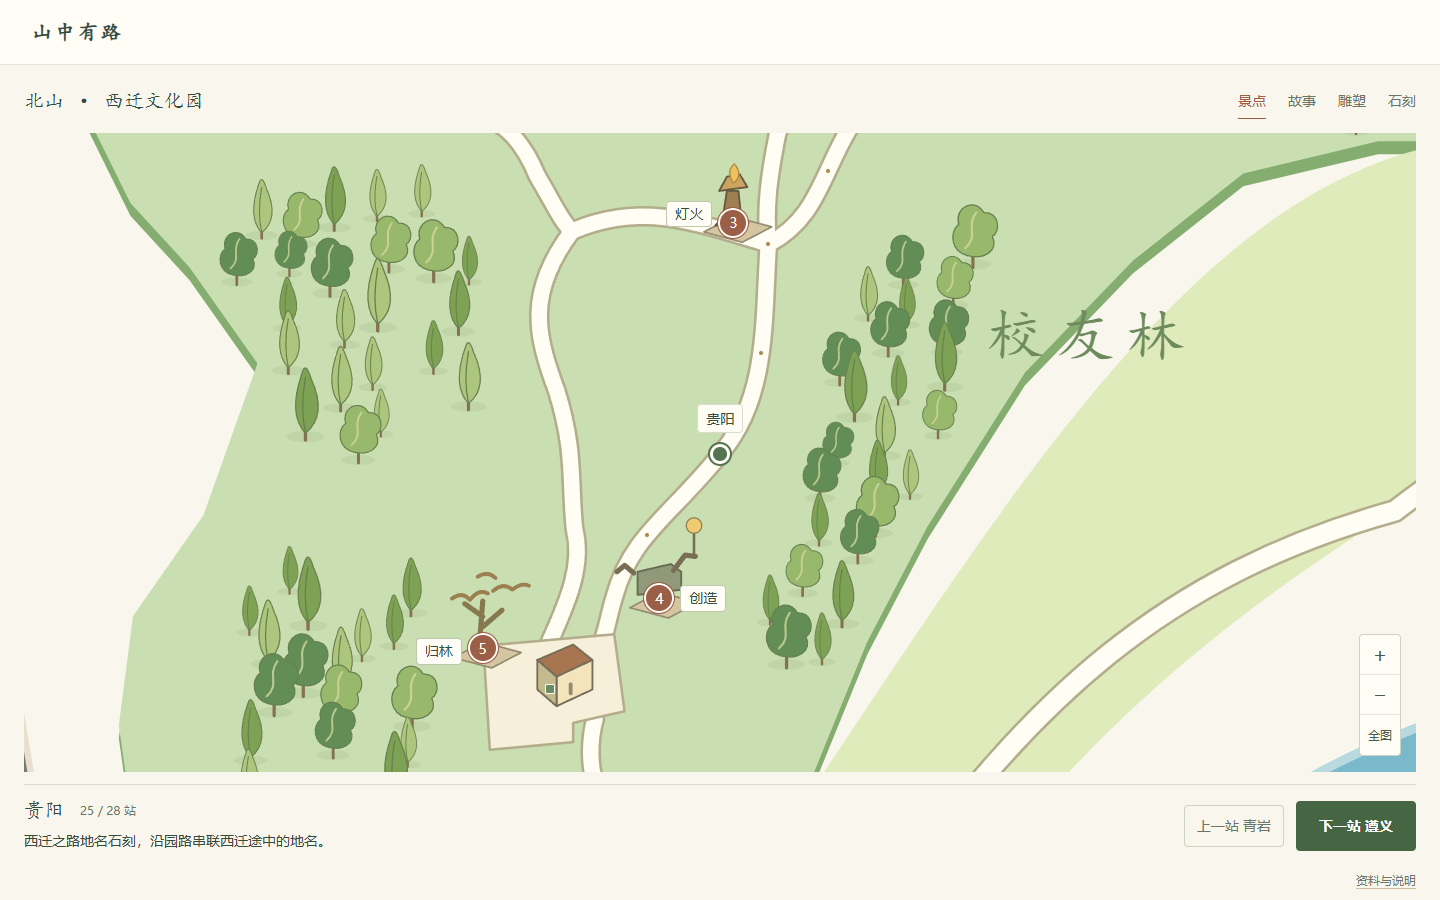 山中有路
北山 • 西迁文化园
景点 故事 雕塑 石刻
灯火
3
校友林
贵阳
4
创造
归林
5
+
−
全图
贵阳 25 / 28 站
西迁之路地名石刻，沿园路串联西迁途中的地名。
上一站 青岩
下一站 遵义
资料与说明